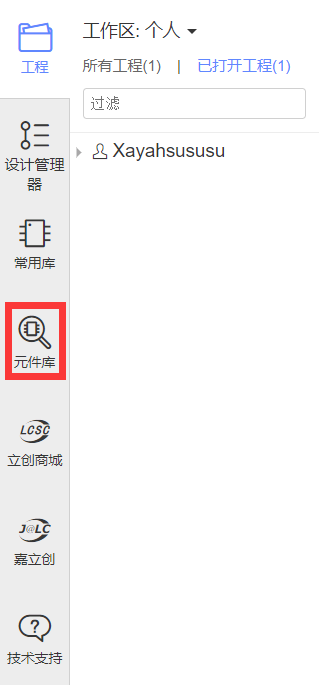 工作区: 个人
工程
所有工程(1) | 已打开工程(1)
过滤
Xayahsususu
设计管理
器
常用库
元件库
LCSC
立创商城
J@LC
嘉立创
技术支持